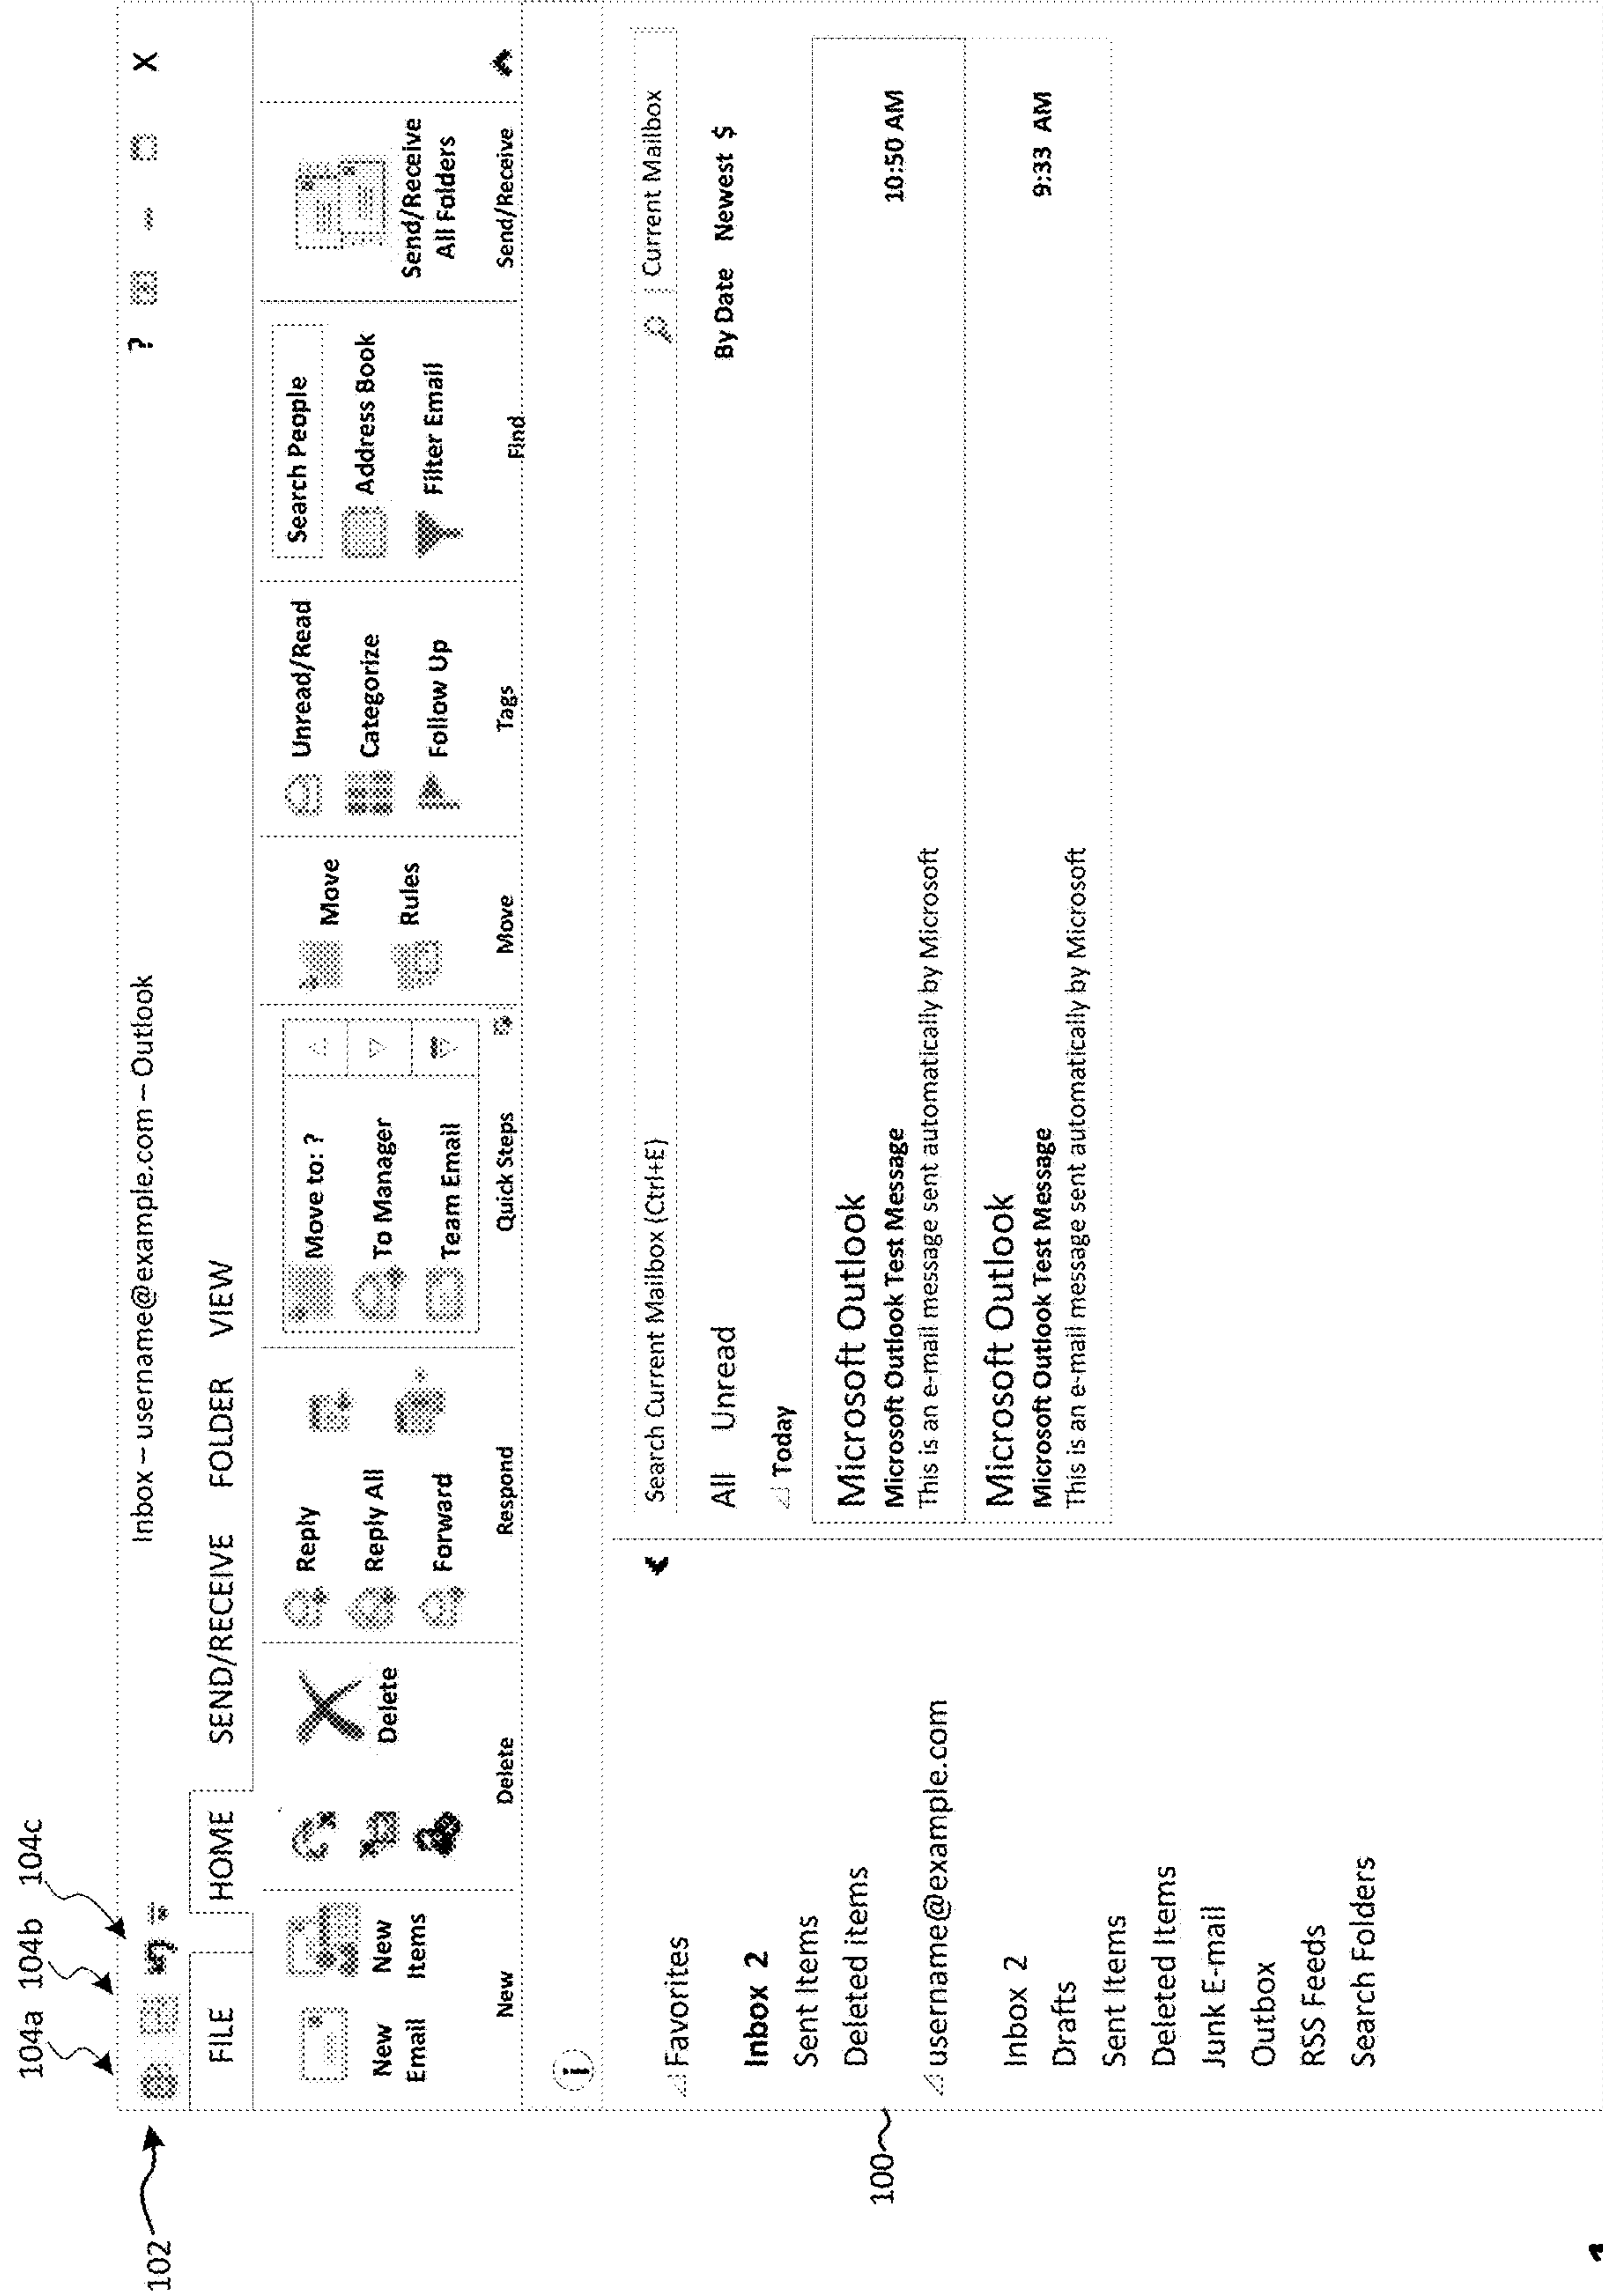 104a 104b 104c
102
Inbox – username@example.com – Outlook
? X
FILE HOME SEND/RECEIVE FOLDER VIEW
New Email
New Items
New
Delete
Delete
Reply
Reply All
Forward
Respond
Move to: ?
To Manager
Team Email
Quick Steps
Move
Rules
Move
Unread/Read
Categorize
Follow Up
Tags
Search People
Address Book
Filter Email
Find
Send/Receive
All Folders
Send/Receive
i
100
Favorites
Inbox 2
Sent Items
Deleted items
username@example.com
Inbox 2
Drafts
Sent Items
Deleted Items
Junk E-mail
Outbox
RSS Feeds
Search Folders
Search Current Mailbox (Ctrl+E) Current Mailbox
All Unread By Date Newest $
Today
Microsoft Outlook
Microsoft Outlook Test Message 10:50 AM
This is an e-mail message sent automatically by Microsoft
Microsoft Outlook
Microsoft Outlook Test Message 9:33 AM
This is an e-mail message sent automatically by Microsoft